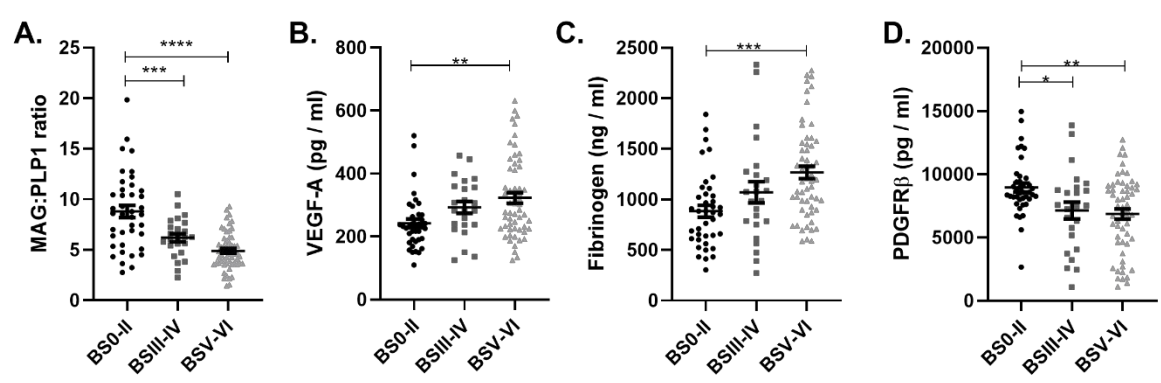 A.
MAG:PLP1 ratio
25
20
15
10
5
0
****
***
BS0-II
BSIII-IV
BSV-VI
B.
VEGF-A (pg / ml)
800
600
400
200
0
**
BS0-II
BSIII-IV
BSV-VI
C.
Fibrinogen (ng / ml)
2500
2000
1500
1000
500
0
***
BS0-II
BSIII-IV
BSV-VI
D.
PDGFRβ (pg / ml)
20000
15000
10000
5000
0
**
*
BS0-II
BSIII-IV
BSV-VI